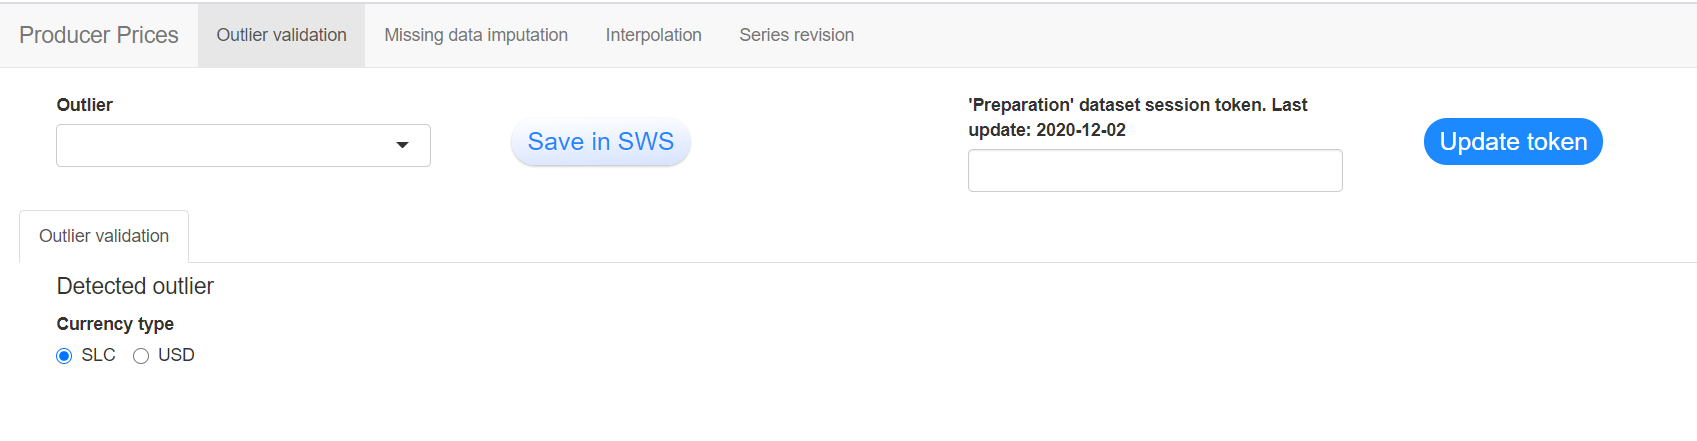 Producer Prices
Outlier validation
Missing data imputation
Interpolation
Series revision
Outlier
Save in SWS
'Preparation' dataset session token. Last
update: 2020-12-02
Update token
Outlier validation
Detected outlier
Currency type
SLC
USD